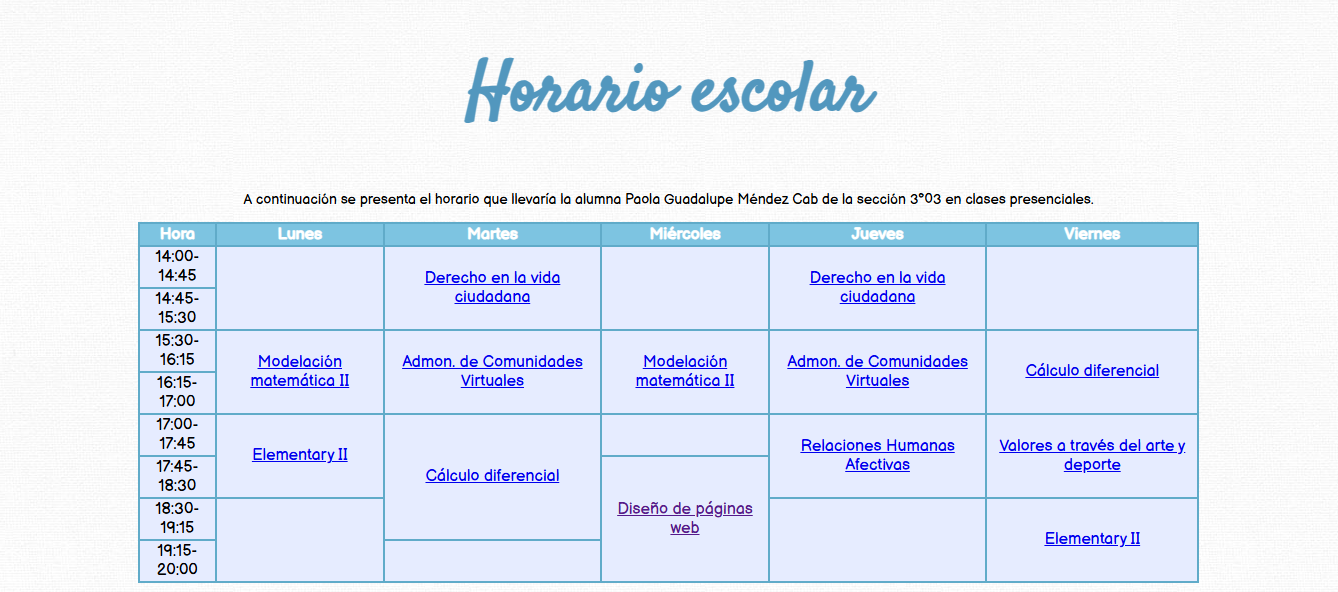 Horario escolar
A continuación se presenta el horario que llevaría la alumna Paola Guadalupe Méndez Cab de la sección 3°03 en clases presenciales.
Hora Lunes Martes Miércoles Jueves Viernes
14:00-
14:45
Derecho en la vida
ciudadana
Derecho en la vida
ciudadana
14:45-
15:30
15:30-
16:15
Modelación
matemática II
Admon. de Comunidades
Virtuales
Modelación
matemática II
Admon. de Comunidades
Virtuales
Cálculo diferencial
16:15-
17:00
17:00-
17:45
Elementary II
Cálculo diferencial
Relaciones Humanas
Afectivas
Valores a través del arte y
deporte
17:45-
18:30
Diseño de páginas
web
18:30-
19:15
Elementary II
19:15-
20:00